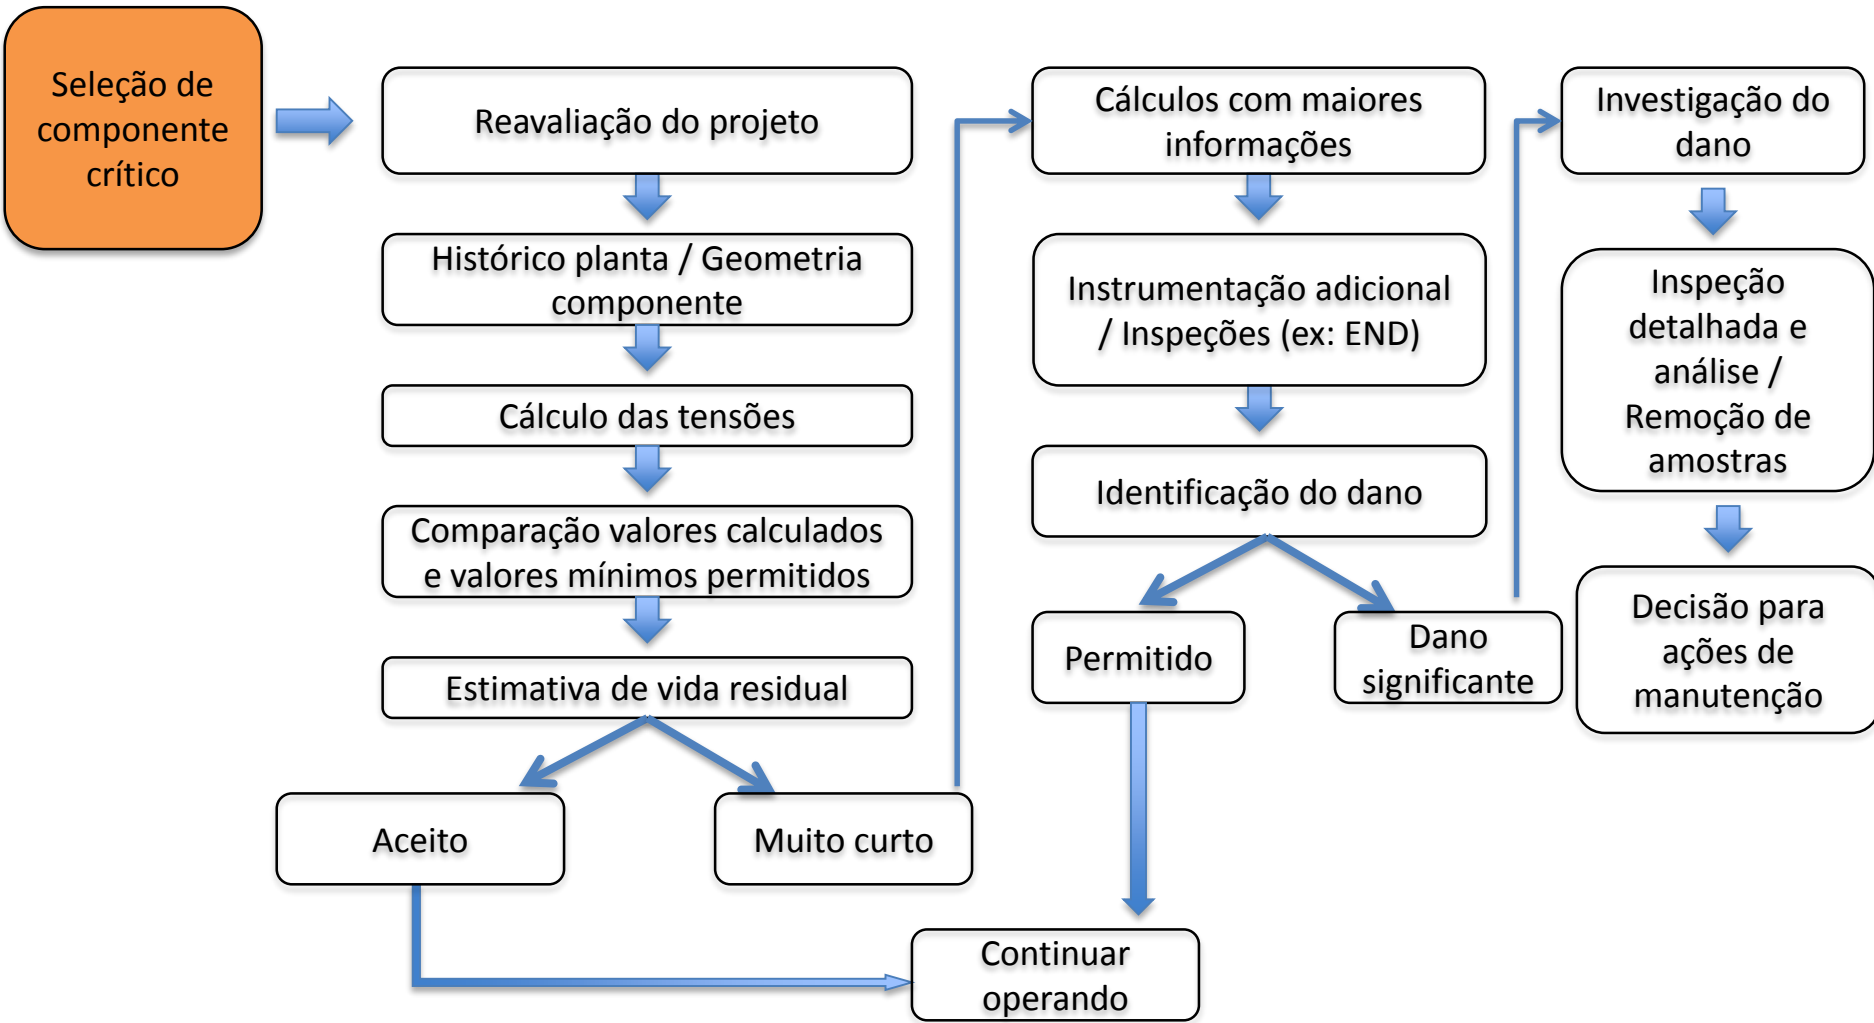 Seleção de
componente
crítico
Reavaliação do projeto
Histórico planta / Geometria
componente
Cálculo das tensões
Comparação valores calculados
e valores mínimos permitidos
Estimativa de vida residual
Aceito
Muito curto
Cálculos com maiores
informações
Instrumentação adicional
/ Inspeções (ex: END)
Identificação do dano
Permitido
Dano
significante
Continuar
operando
Investigação do
dano
Inspeção
detalhada e
análise /
Remoção de
amostras
Decisão para
ações de
manutenção